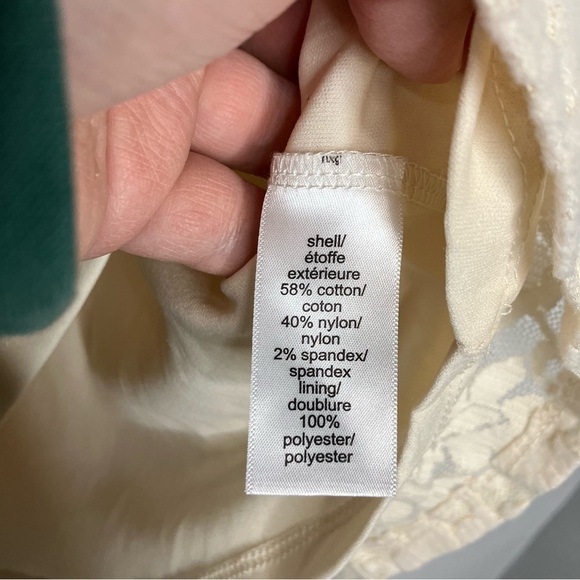 shell/
étoffe
extérieure
58% cotton/
coton
40% nylon/
nylon
2% spandex/
spandex
lining/
doublure
100%
polyester/
polyester